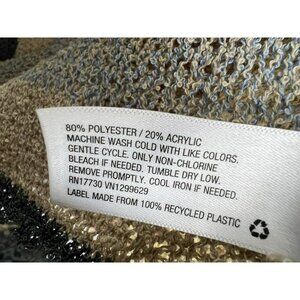 80% POLYESTER / 20% ACRYLIC
MACHINE WASH COLD WITH LIKE COLORS.
GENTLE CYCLE. ONLY NON-CHLORINE
BLEACH IF NEEDED. TUMBLE DRY LOW.
REMOVE PROMPTLY. COOL IRON IF NEEDED.
RN17730 VN1299629
LABEL MADE FROM 100% RECYCLED PLASTIC